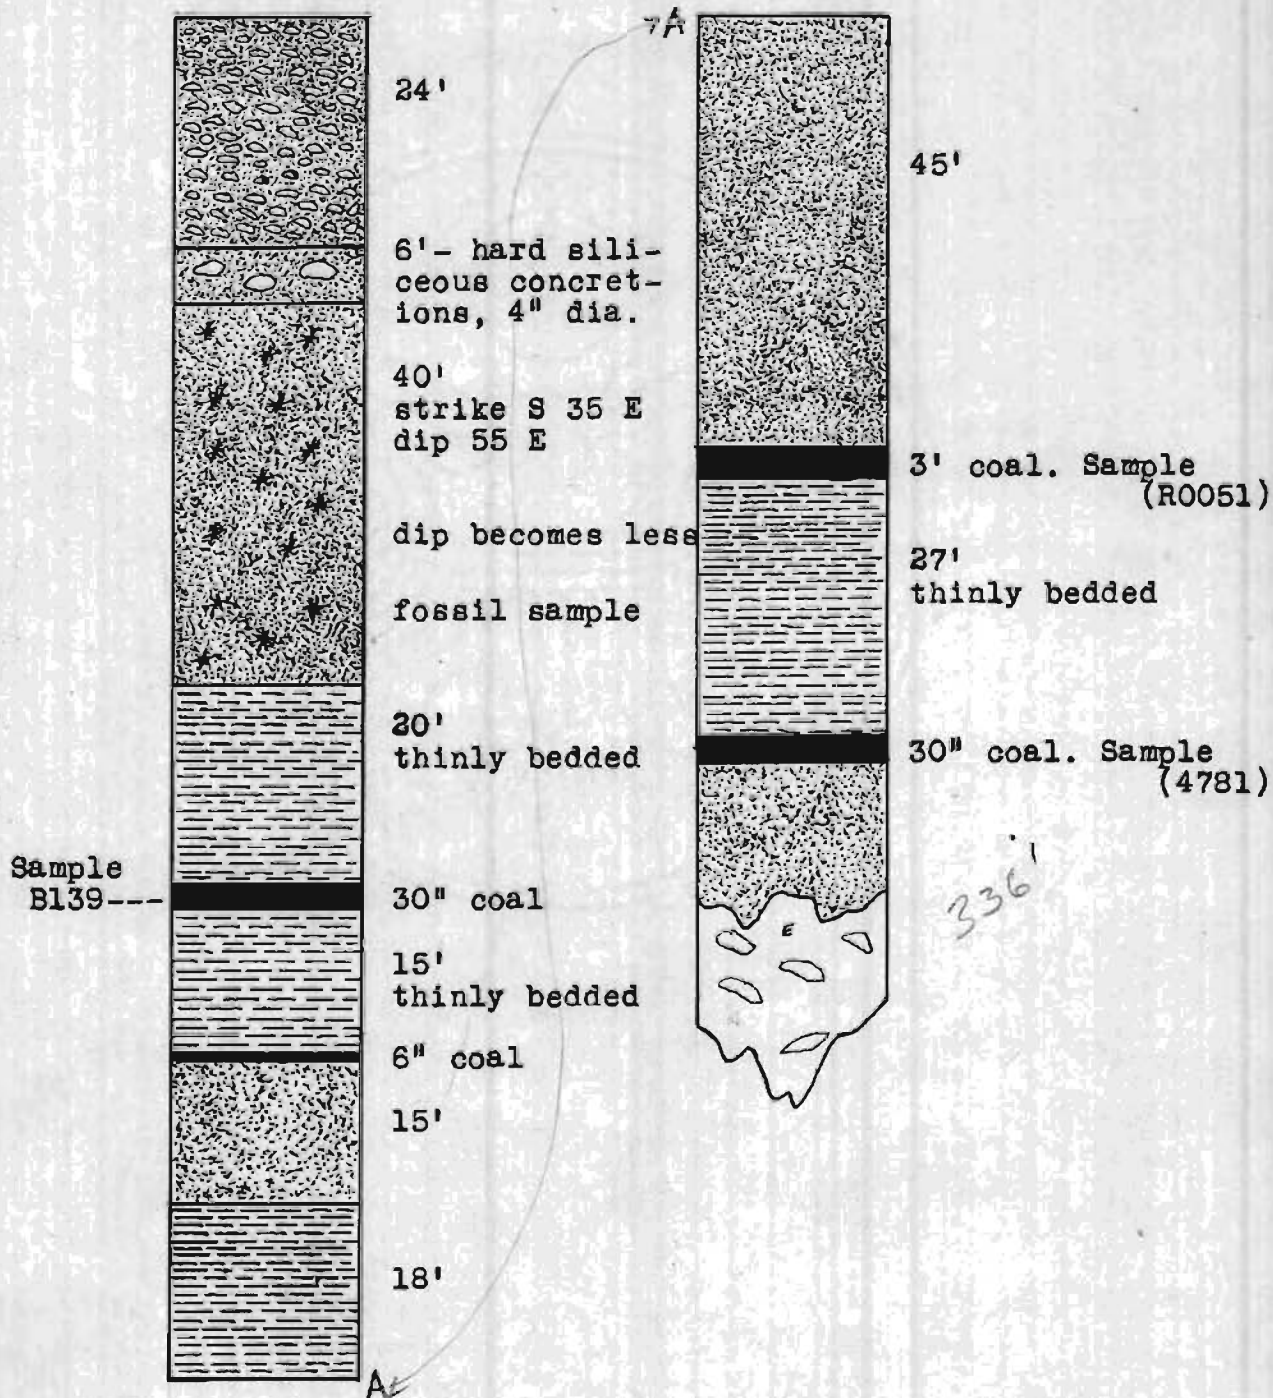 24'
6'- hard sili-
ceous concret-
ions, 4" dia.
40'
strike S 35 E
dip 55 E
dip becomes less
fossil sample
20'
thinly bedded
Sample
B139---
30" coal
15'
thinly bedded
6" coal
15'
18'
A
A
45'
3' coal. Sample
(R0051)
27'
thinly bedded
30" coal. Sample
(4781)
E
336'